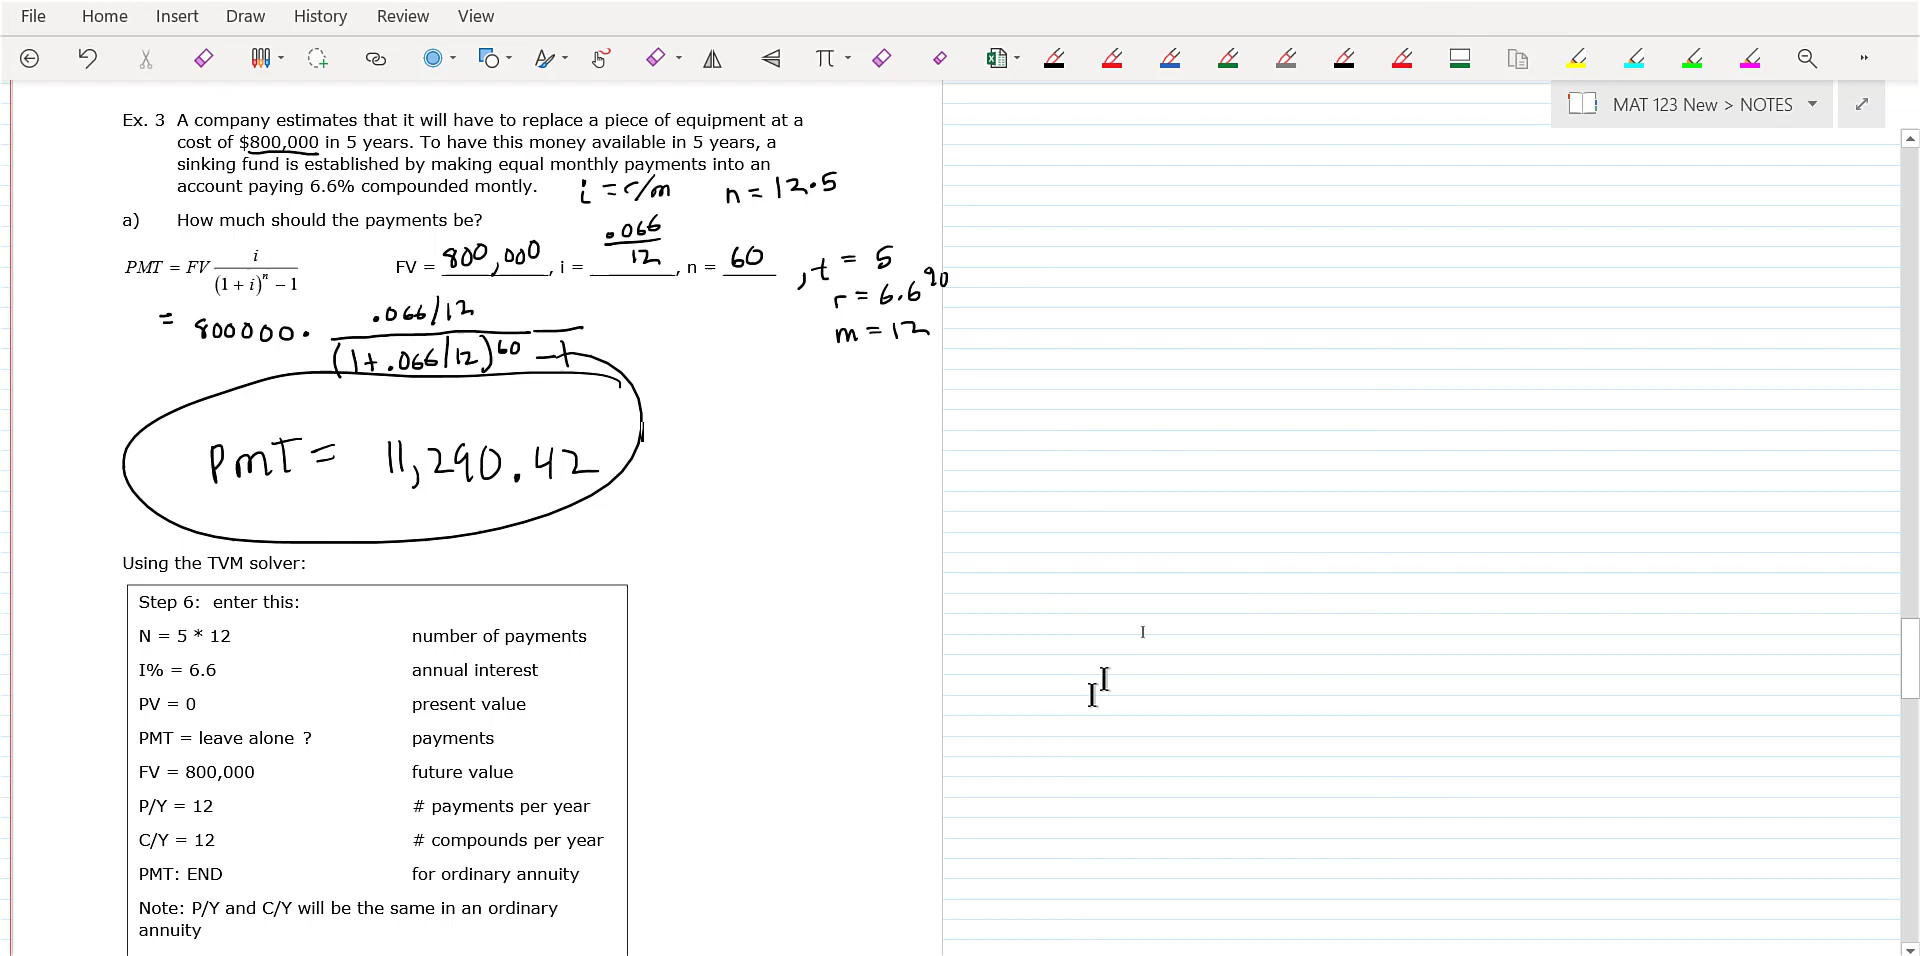 File Home Insert Draw History Review View
MAT 123 New > NOTES
Ex. 3 A company estimates that it will have to replace a piece of equipment at a
cost of $800,000 in 5 years. To have this money available in 5 years, a
sinking fund is established by making equal monthly payments into an
account paying 6.6% compounded montly. i = r/m n = 12·5
a) How much should the payments be?
PMT = FV i / (1 + i)^n − 1 FV = 800,000, i = .066/12, n = 60, t = 5
r = 6.6%
m = 12
= 800000 · .066/12 / (1+.066/12)^60 − 1
PmT = 11,290.42
Using the TVM solver:
Step 6: enter this:
N = 5 * 12 number of payments
I% = 6.6 annual interest
PV = 0 present value
PMT = leave alone ? payments
FV = 800,000 future value
P/Y = 12 # payments per year
C/Y = 12 # compounds per year
PMT: END for ordinary annuity
Note: P/Y and C/Y will be the same in an ordinary
annuity